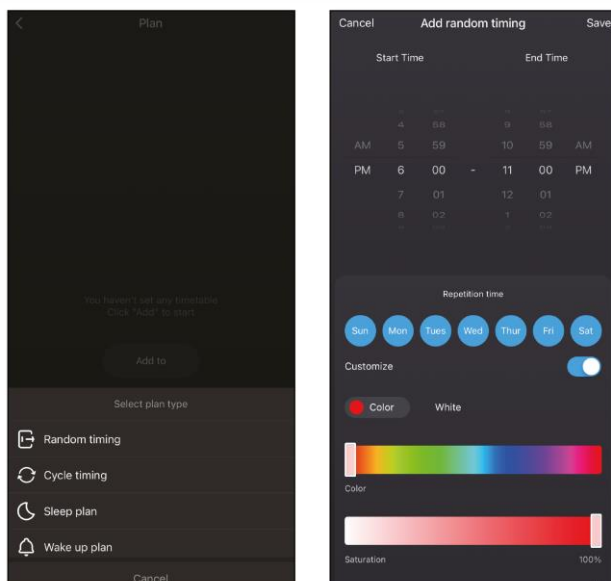 Plan
You haven't set any timetable
Click "Add" to start
Add to
Select plan type
Random timing
Cycle timing
Sleep plan
Wake up plan
Cancel
Cancel Add random timing Save
Start Time End Time
4 58 9 58
AM 5 59 10 59 AM
PM 6 00 - 11 00 PM
7 01 12 01
8 02 1 02
Repetition time
Sun Mon Tues Wed Thur Fri Sat
Customize
Color White
Color
Saturation 100%